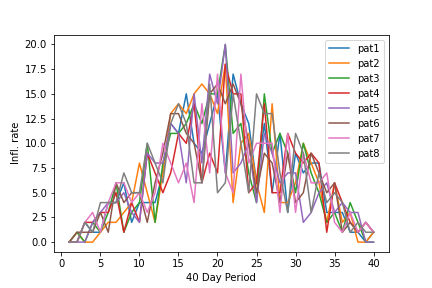 20.0
17.5
15.0
12.5
10.0
7.5
5.0
2.5
0.0
Infl. rate
0 5 10 15 20 25 30 35 40
40 Day Period
pat1
pat2
pat3
pat4
pat5
pat6
pat7
pat8